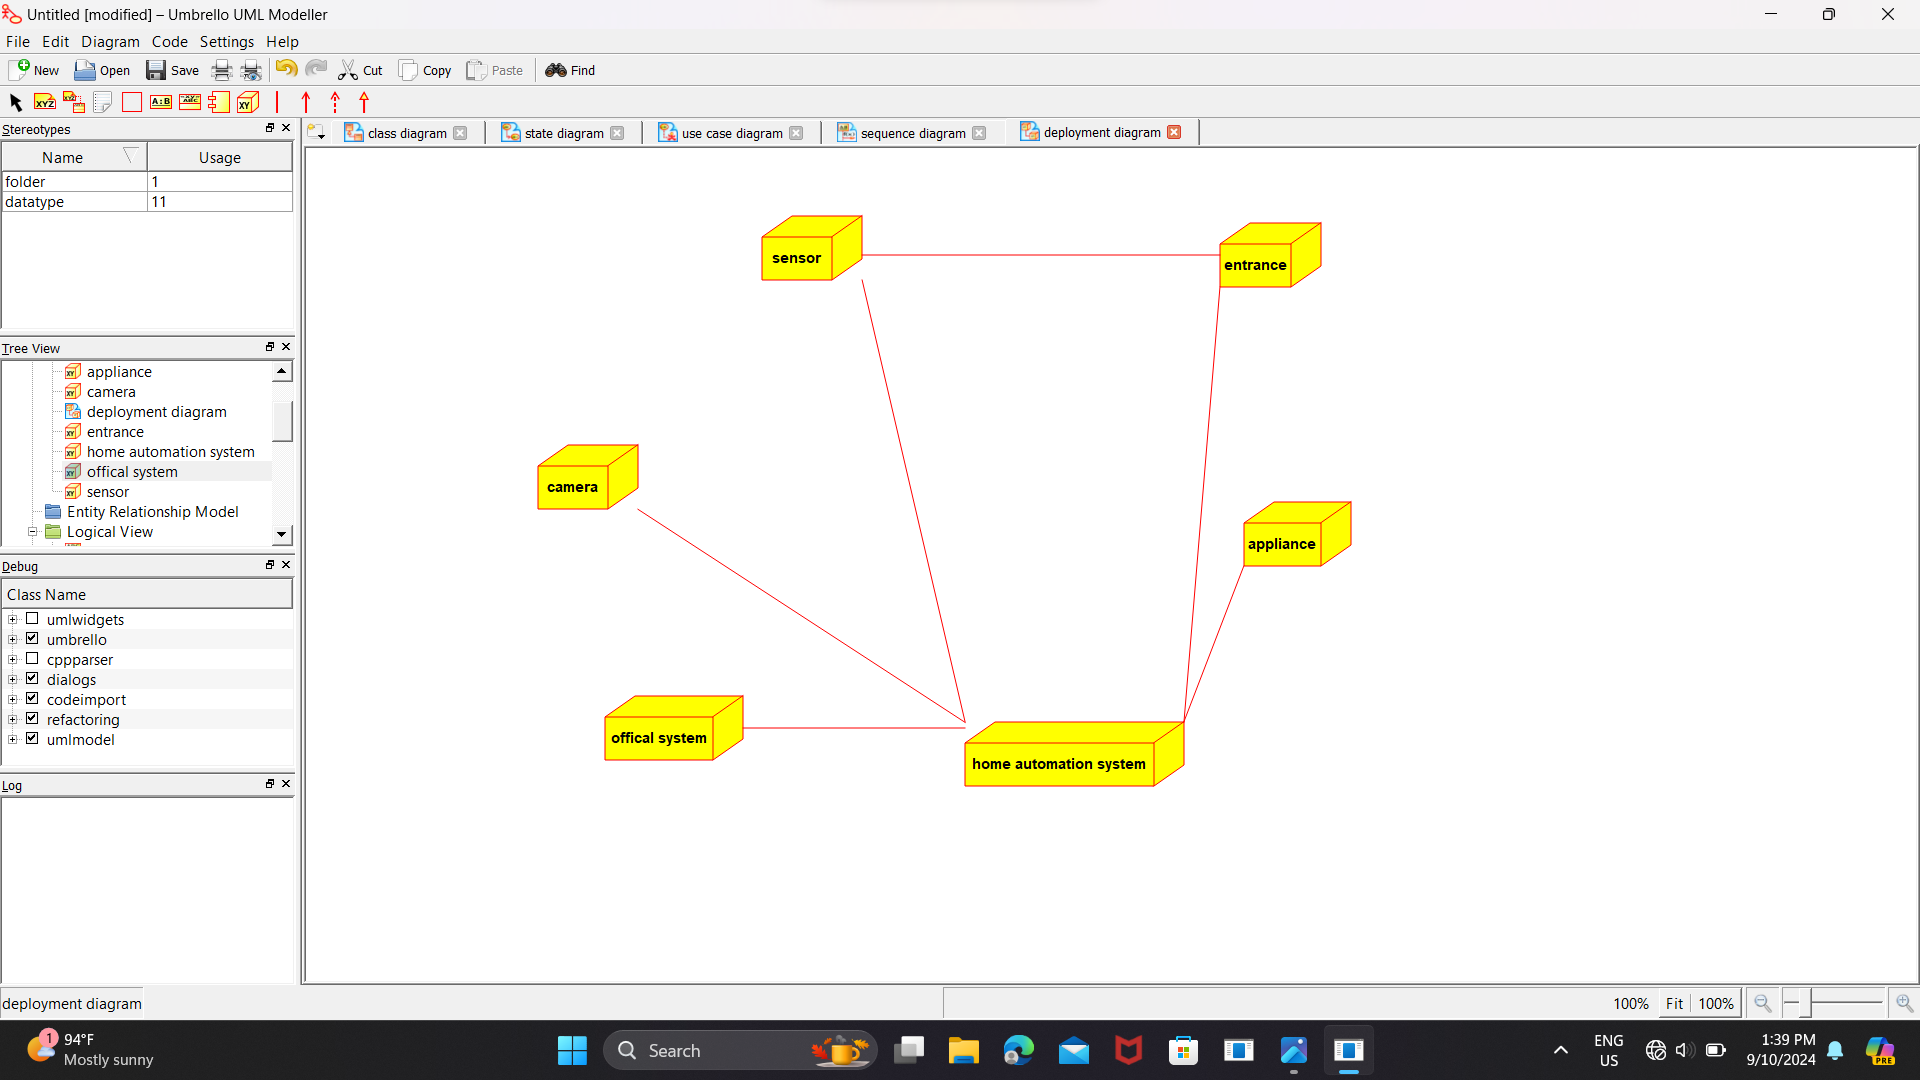 Untitled [modified] – Umbrello UML Modeller
File Edit Diagram Code Settings Help
New Open Save Cut Copy Paste Find
XYZ A:B XY
Stereotypes
Name Usage
folder 1
datatype 11
Tree View
appliance
camera
deployment diagram
entrance
home automation system
offical system
sensor
Entity Relationship Model
Logical View
Debug
Class Name
umlwidgets
umbrello
cppparser
dialogs
codeimport
refactoring
umlmodel
Log
class diagram state diagram use case diagram sequence diagram deployment diagram
sensor
entrance
camera
appliance
offical system
home automation system
deployment diagram 100% Fit 100%
1
94°F
Mostly sunny
Search
ENG
US
1:39 PM
9/10/2024
PRE